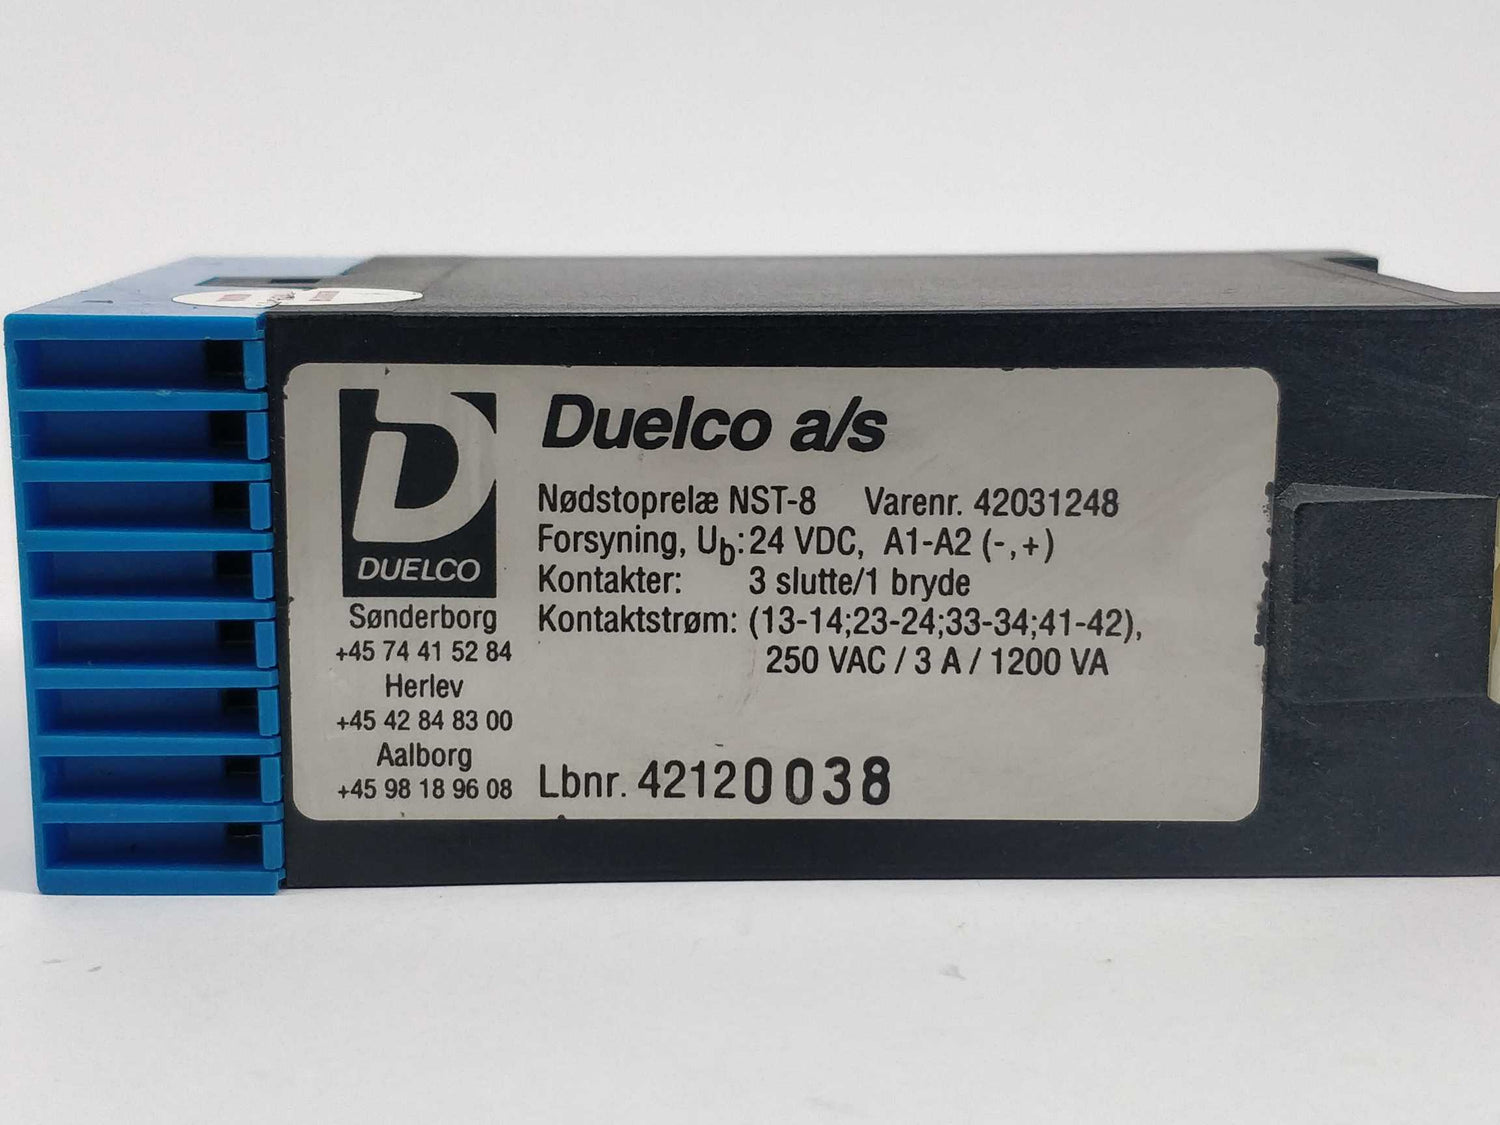 DUELCO
Sønderborg
+45 74 41 52 84
Herlev
+45 42 84 83 00
Aalborg
+45 98 18 96 08
Duelco a/s
Nødstoprelæ NST-8 Varenr. 42031248
Forsyning, Ub: 24 VDC, A1-A2 (-,+)
Kontakter: 3 slutte/1 bryde
Kontaktstrøm: (13-14;23-24;33-34;41-42),
250 VAC / 3 A / 1200 VA
Lbnr. 42120038